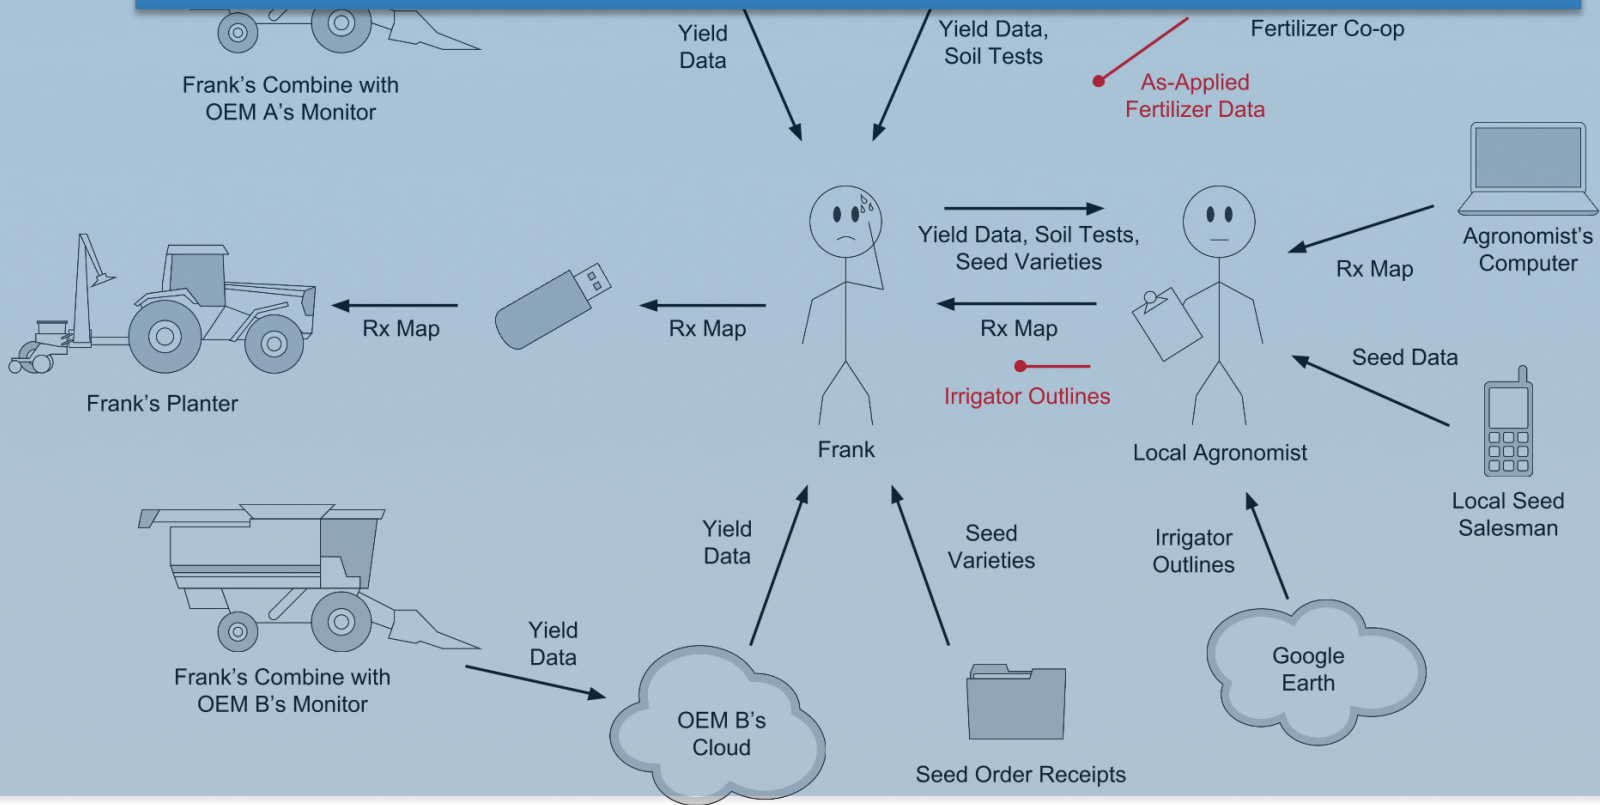 Yield
Data
Yield Data,
Soil Tests
Fertilizer Co-op
Frank's Combine with
OEM A's Monitor
As-Applied
Fertilizer Data
Yield Data, Soil Tests,
Seed Varieties
Agronomist's
Computer
Rx Map
Rx Map
Rx Map
Rx Map
Seed Data
Frank's Planter
Irrigator Outlines
Frank
Local Agronomist
Local Seed
Salesman
Yield
Data
Seed
Varieties
Irrigator
Outlines
Yield
Data
Frank's Combine with
OEM B's Monitor
OEM B's
Cloud
Google
Earth
Seed Order Receipts